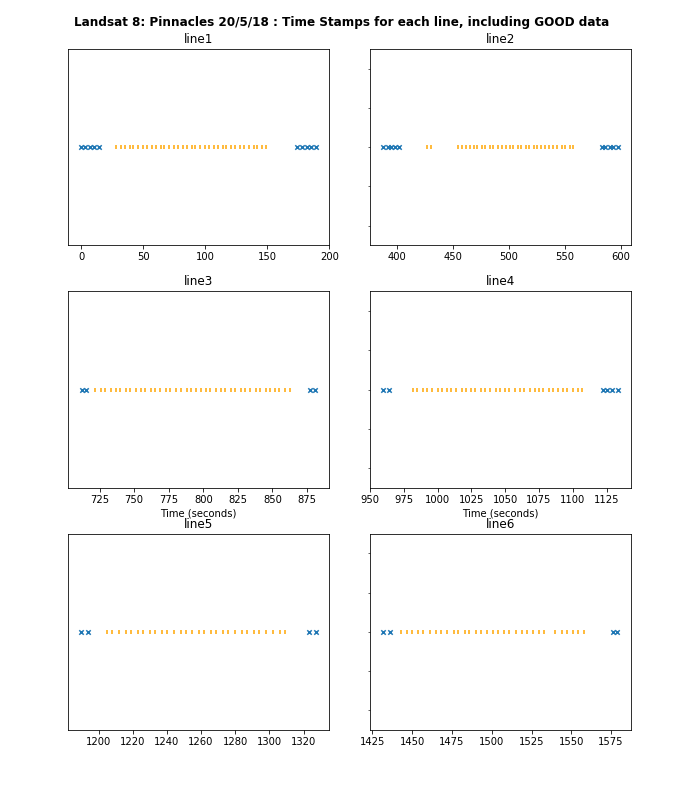 Landsat 8: Pinnacles 20/5/18 : Time Stamps for each line, including GOOD data
line1
line2
0 50 100 150 200
400 450 500 550 600
line3
line4
725 750 775 800 825 850 875
950 975 1000 1025 1050 1075 1100 1125
Time (seconds)
Time (seconds)
line5
line6
1200 1220 1240 1260 1280 1300 1320
1425 1450 1475 1500 1525 1550 1575